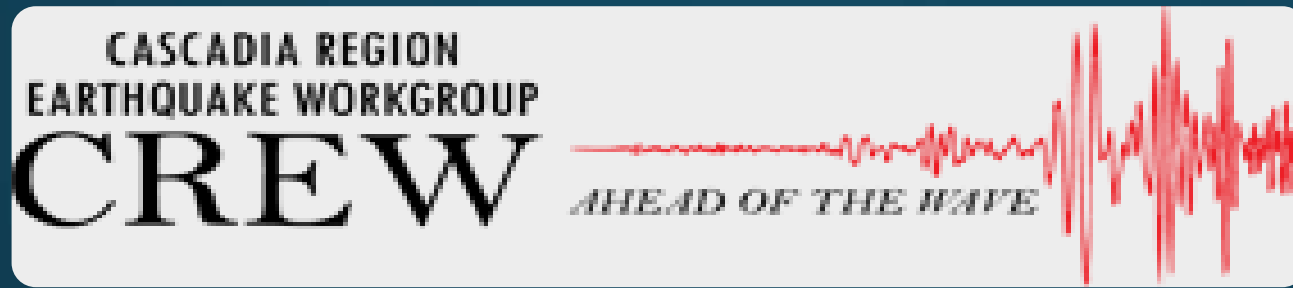 CASCADIA REGION
EARTHQUAKE WORKGROUP
CREW
AHEAD OF THE WAVE